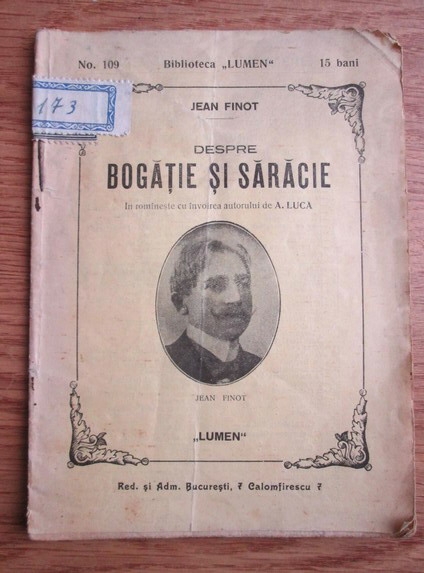 No. 109 Biblioteca „LUMEN“ 15 bani
173
JEAN FINOT
DESPRE
BOGĂȚIE ȘI SĂRĂCIE
In romînește cu învoirea autorului de A. LUCA
JEAN FINOT
„LUMEN“
Red. și Adm. București, 7 Calomfirescu 7